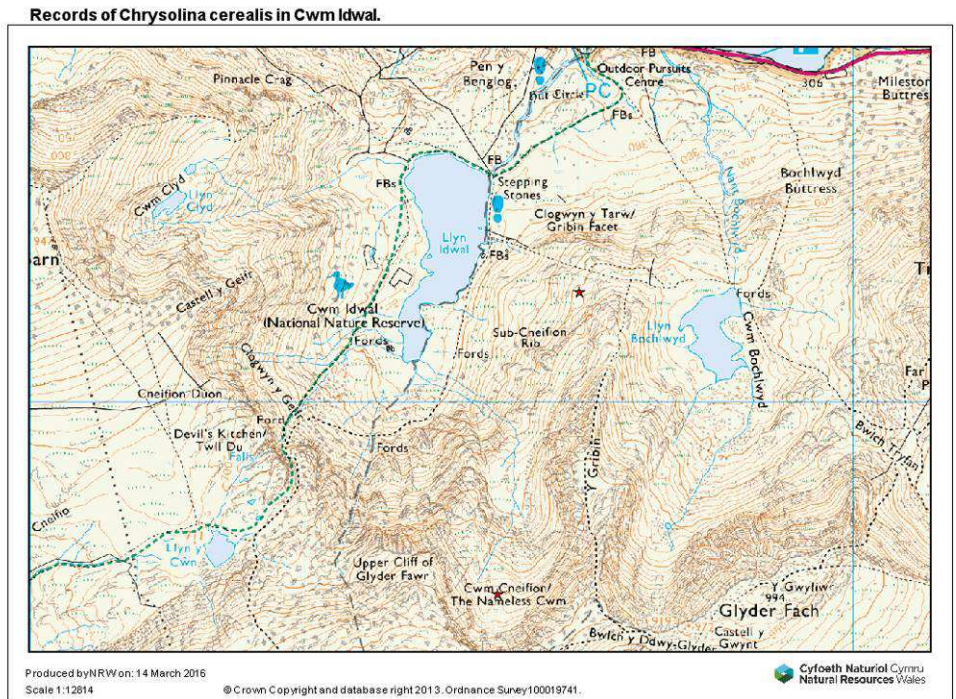 Records of Chrysolina cerealis in Cwm Idwal.
Pinnacle Crag
Pen y
Benglog
Hut Circle
PC
FB
Outdoor Pursuits
Centre
FBs
306
Mileston
Buttress
Cwm Clyd
Llyn
Clyd
FBs
FB
Stepping
Stones
Nant Bochlwyd
Bochlwyd
Buttress
Llyn
Idwal
Clogwyn y Tarw/
Gribin Facet
FBs
arn
Castell y Geifr
Cwm Idwal
(National Nature Reserve)
Fords
Fords
Sub-Cneifion
Rib
Llyn
Bochlwyd
Fords
Cwm Bochlwyd
Tr
Far
P
Clogwyn y Geifr
Cneifion Duon
Ford
Devil's Kitchen/
Twll Du
Falls
Fords
Y Gribin
Bwlch Tryfan
Cneifio
Llyn y
Cwn
Upper Cliff of
Glyder Fawr
Cwm Cneifion/
The Nameless Cwm
Y Gwyliwr
994
Glyder Fach
Castell y
Gwynt
Bwlch y Ddwy-Glyder
Produced by NRW on: 14 March 2016
Scale 1:12814
© Crown Copyright and database right 2013. Ordnance Survey 100019741.
Cyfoeth Naturiol Cymru
Natural Resources Wales